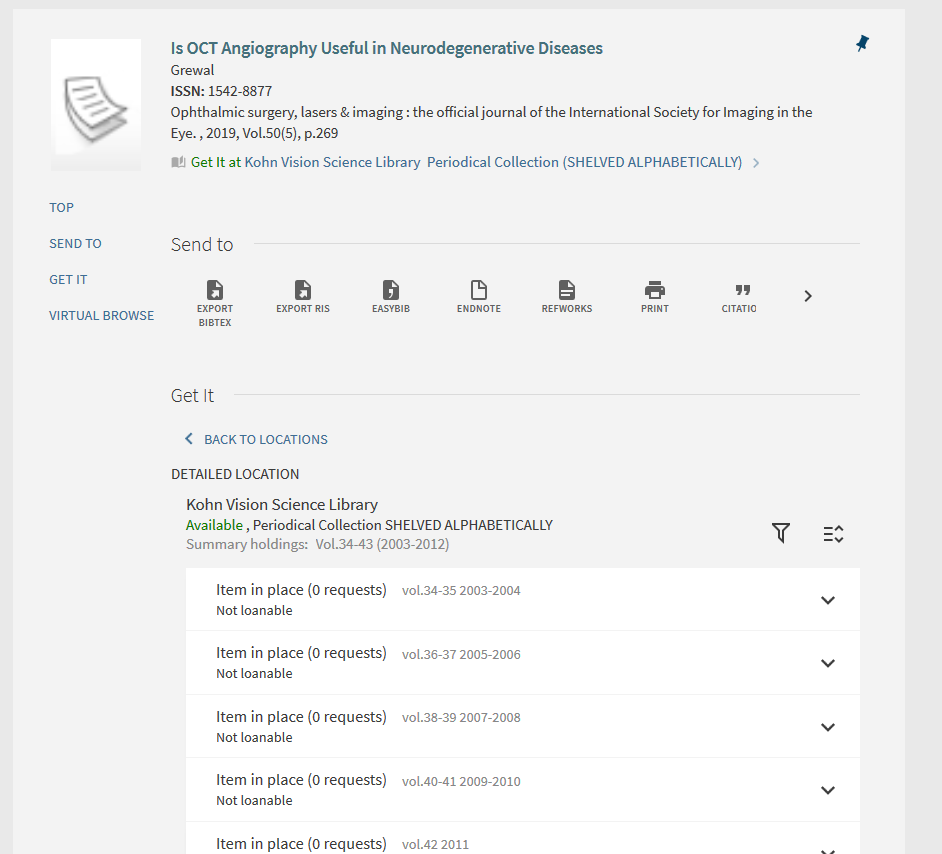 Is OCT Angiography Useful in Neurodegenerative Diseases
Grewal
ISSN: 1542-8877
Ophthalmic surgery, lasers & imaging : the official journal of the International Society for Imaging in the
Eye. , 2019, Vol.50(5), p.269
Get It at Kohn Vision Science Library Periodical Collection (SHELVED ALPHABETICALLY)
TOP
SEND TO
GET IT
VIRTUAL BROWSE
Send to
EXPORT BIBTEX
EXPORT RIS
EASYBIB
ENDNOTE
REFWORKS
PRINT
CITATIO
Get It
BACK TO LOCATIONS
DETAILED LOCATION
Kohn Vision Science Library
Available , Periodical Collection SHELVED ALPHABETICALLY
Summary holdings: Vol.34-43 (2003-2012)
Item in place (0 requests) vol.34-35 2003-2004
Not loanable
Item in place (0 requests) vol.36-37 2005-2006
Not loanable
Item in place (0 requests) vol.38-39 2007-2008
Not loanable
Item in place (0 requests) vol.40-41 2009-2010
Not loanable
Item in place (0 requests) vol.42 2011